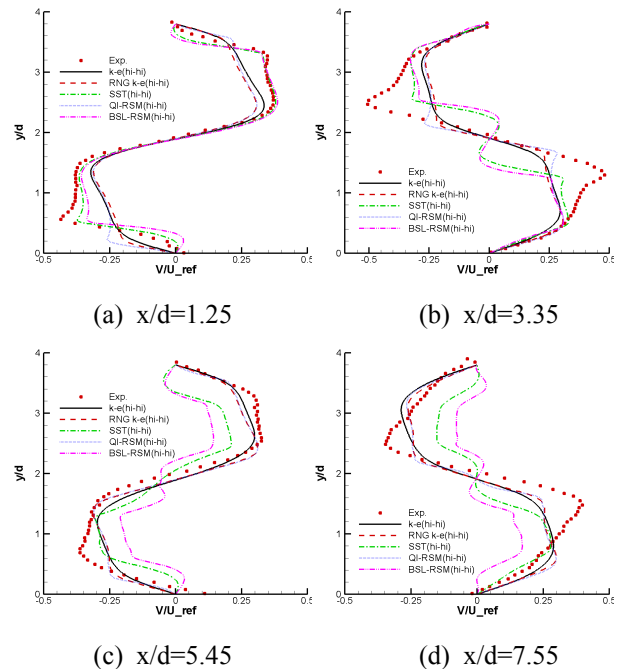 4
3
2
1
0
y/d
Exp.
k-e(hi-hi)
RNG k-e(hi-hi)
SST(hi-hi)
QI-RSM(hi-hi)
BSL-RSM(hi-hi)
-0.5 -0.25 0 0.25 0.5
V/U_ref
(a) x/d=1.25
4
3
2
1
0
y/d
Exp.
k-e(hi-hi)
RNG k-e(hi-hi)
SST(hi-hi)
QI-RSM(hi-hi)
BSL-RSM(hi-hi)
-0.5 -0.25 0 0.25 0.5
V/U_ref
(b) x/d=3.35
4
3
2
1
0
y/d
Exp.
k-e(hi-hi)
RNG k-e(hi-hi)
SST(hi-hi)
QI-RSM(hi-hi)
BSL-RSM(hi-hi)
-0.5 -0.25 0 0.25 0.5
V/U_ref
(c) x/d=5.45
4
3
2
1
0
y/d
Exp.
k-e(hi-hi)
RNG k-e(hi-hi)
SST(hi-hi)
QI-RSM(hi-hi)
BSL-RSM(hi-hi)
-0.5 -0.25 0 0.25 0.5
V/U_ref
(d) x/d=7.55